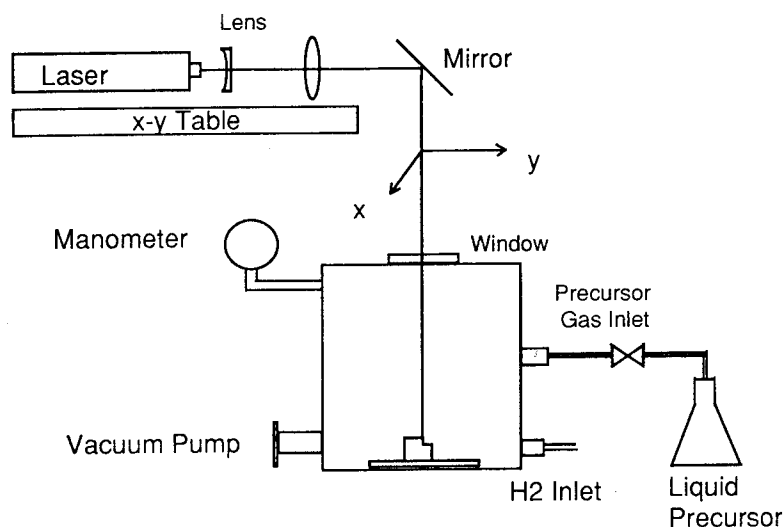 Lens
Laser
Mirror
x-y Table
y
x
Manometer
Window
Precursor
Gas Inlet
Vacuum Pump
H2 Inlet
Liquid
Precursor